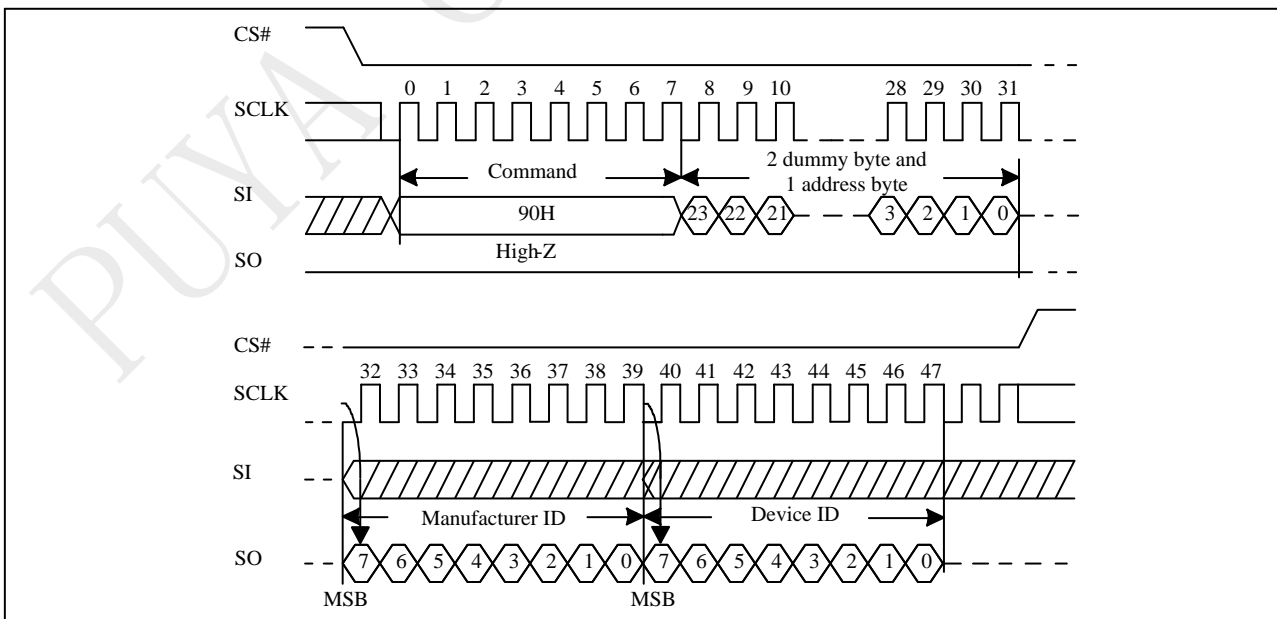 PUYA
CS#
0 1 2 3 4 5 6 7 8 9 10 28 29 30 31
SCLK
Command
2 dummy byte and
1 address byte
SI
90H
23 22 21 3 2 1 0
High-Z
SO
CS#
32 33 34 35 36 37 38 39 40 41 42 43 44 45 46 47
SCLK
SI
Manufacturer ID
Device ID
SO
7 6 5 4 3 2 1 0 7 6 5 4 3 2 1 0
MSB MSB